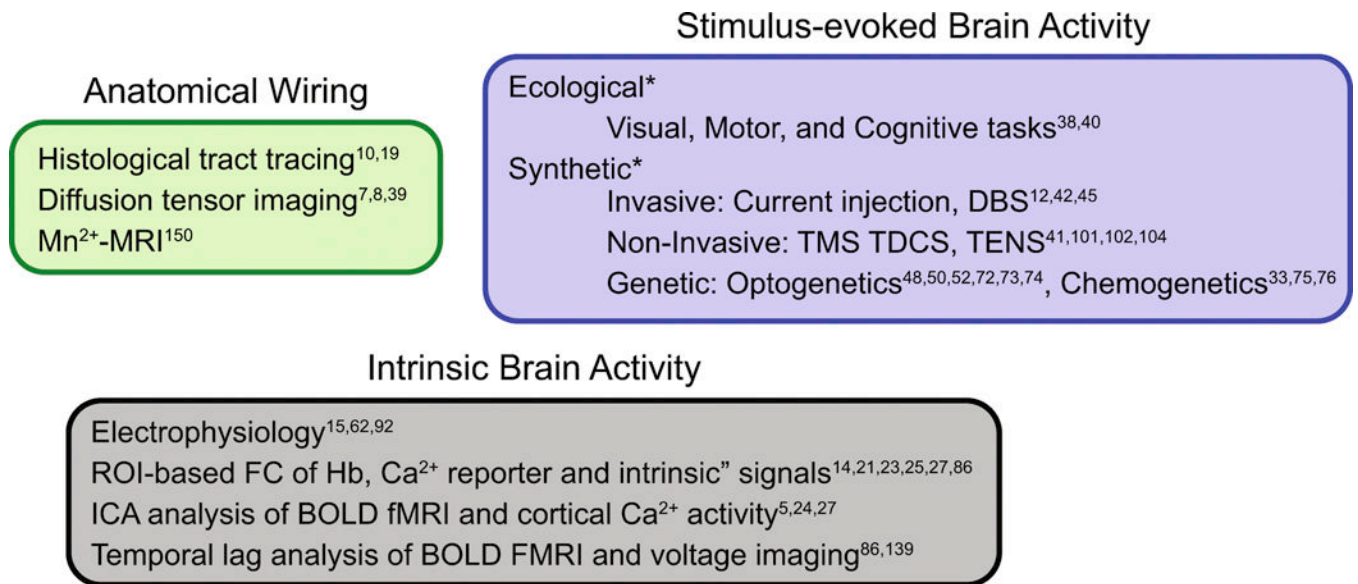 Stimulus-evoked Brain Activity
Ecological*
Visual, Motor, and Cognitive tasks38,40
Synthetic*
Invasive: Current injection, DBS12,42,45
Non-Invasive: TMS TDCS, TENS41,101,102,104
Genetic: Optogenetics48,50,52,72,73,74, Chemogenetics33,75,76
Anatomical Wiring
Histological tract tracing10,19
Diffusion tensor imaging7,8,39
Mn2+-MRI150
Intrinsic Brain Activity
Electrophysiology15,62,92
ROI-based FC of Hb, Ca2+ reporter and intrinsic” signals14,21,23,25,27,86
ICA analysis of BOLD fMRI and cortical Ca2+ activity5,24,27
Temporal lag analysis of BOLD FMRI and voltage imaging86,139